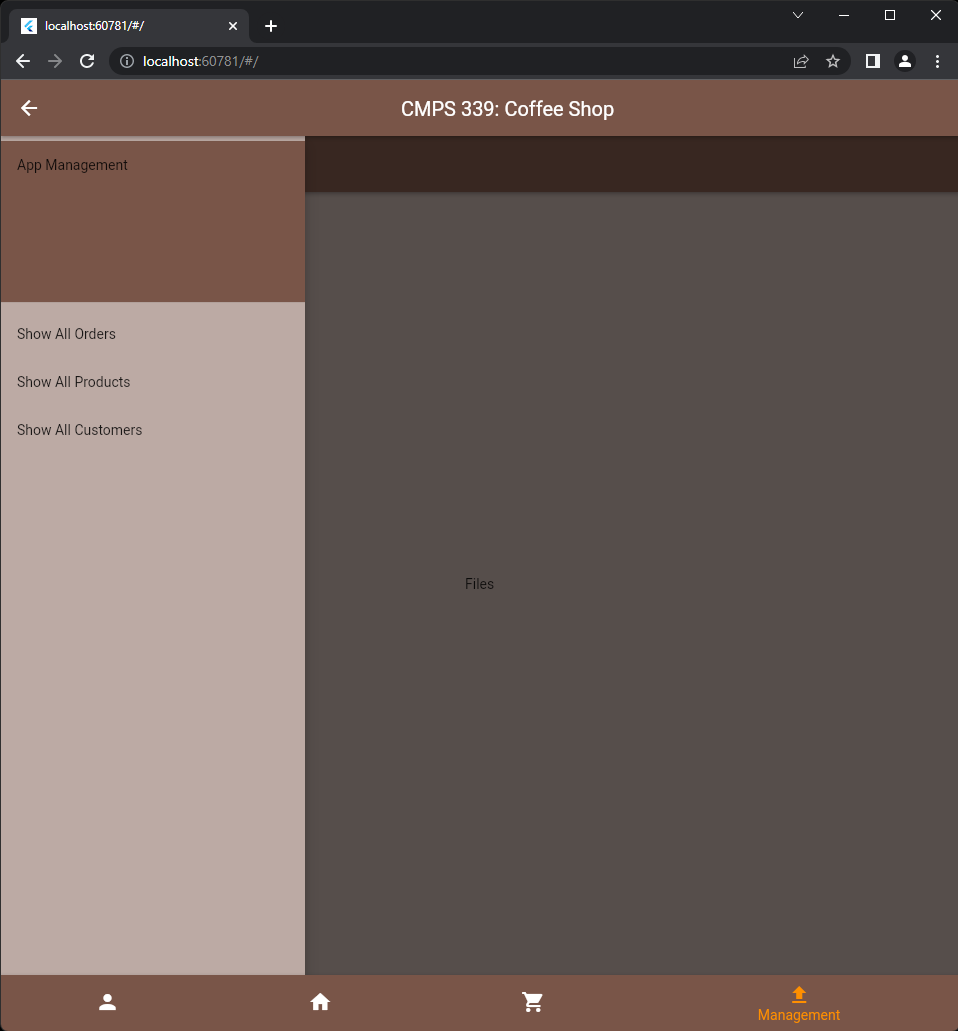 localhost:60781/#/
localhost:60781/#/
CMPS 339: Coffee Shop
App Management
Show All Orders
Show All Products
Show All Customers
Files
Management